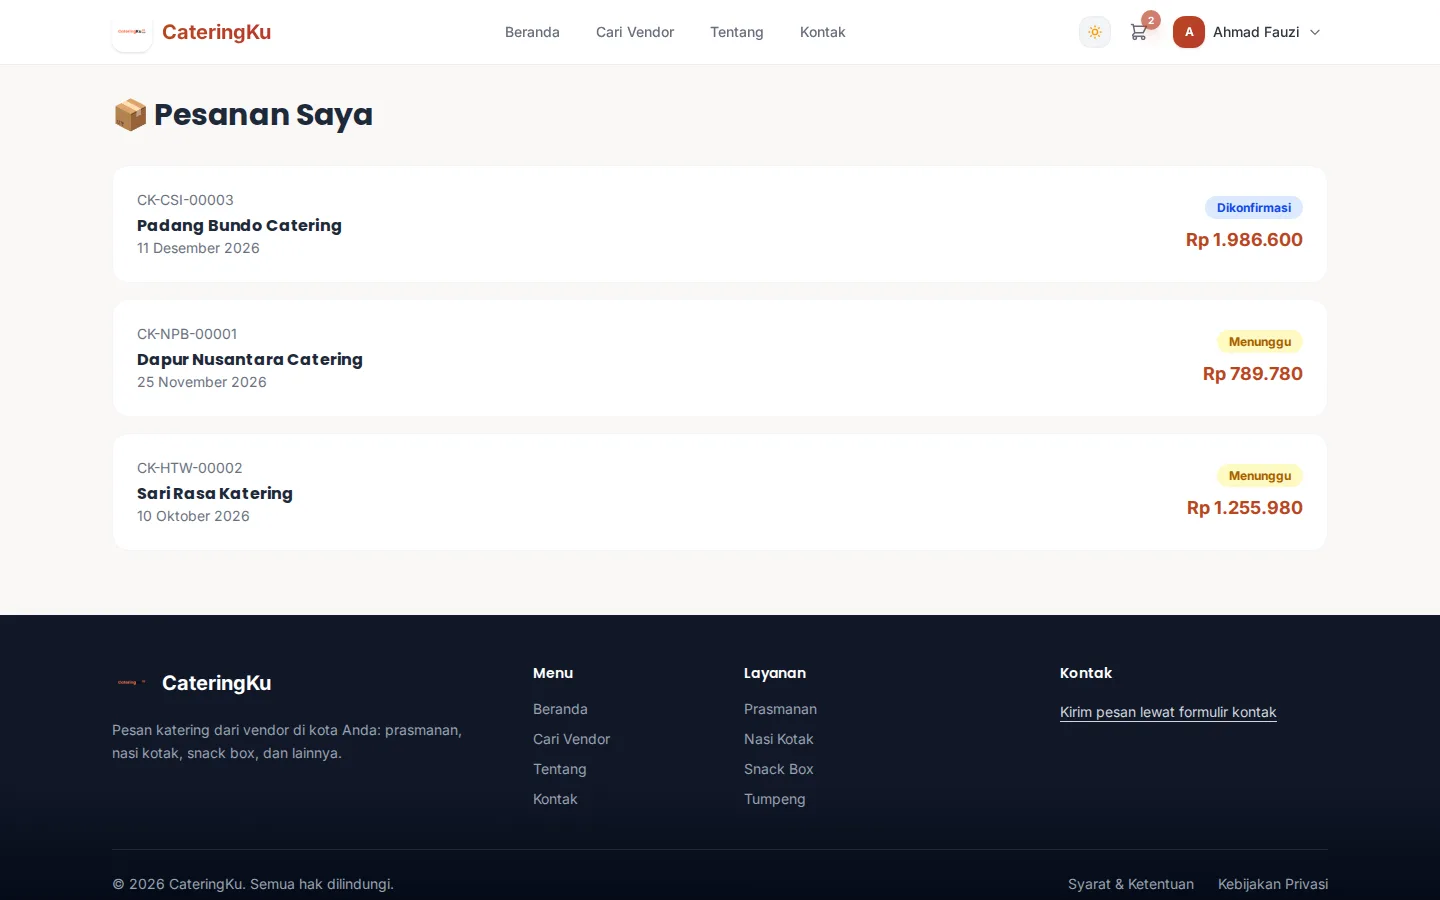 CateringKu
Beranda
Cari Vendor
Tentang
Kontak
2
A
Ahmad Fauzi
Pesanan Saya
CK-CSI-00003
Padang Bundo Catering
11 Desember 2026
Dikonfirmasi
Rp 1.986.600
CK-NPB-00001
Dapur Nusantara Catering
25 November 2026
Menunggu
Rp 789.780
CK-HTW-00002
Sari Rasa Katering
10 Oktober 2026
Menunggu
Rp 1.255.980
CateringKu
Pesan katering dari vendor di kota Anda: prasmanan,
nasi kotak, snack box, dan lainnya.
Menu
Beranda
Cari Vendor
Tentang
Kontak
Layanan
Prasmanan
Nasi Kotak
Snack Box
Tumpeng
Kontak
Kirim pesan lewat formulir kontak
© 2026 CateringKu. Semua hak dilindungi.
Syarat & Ketentuan
Kebijakan Privasi